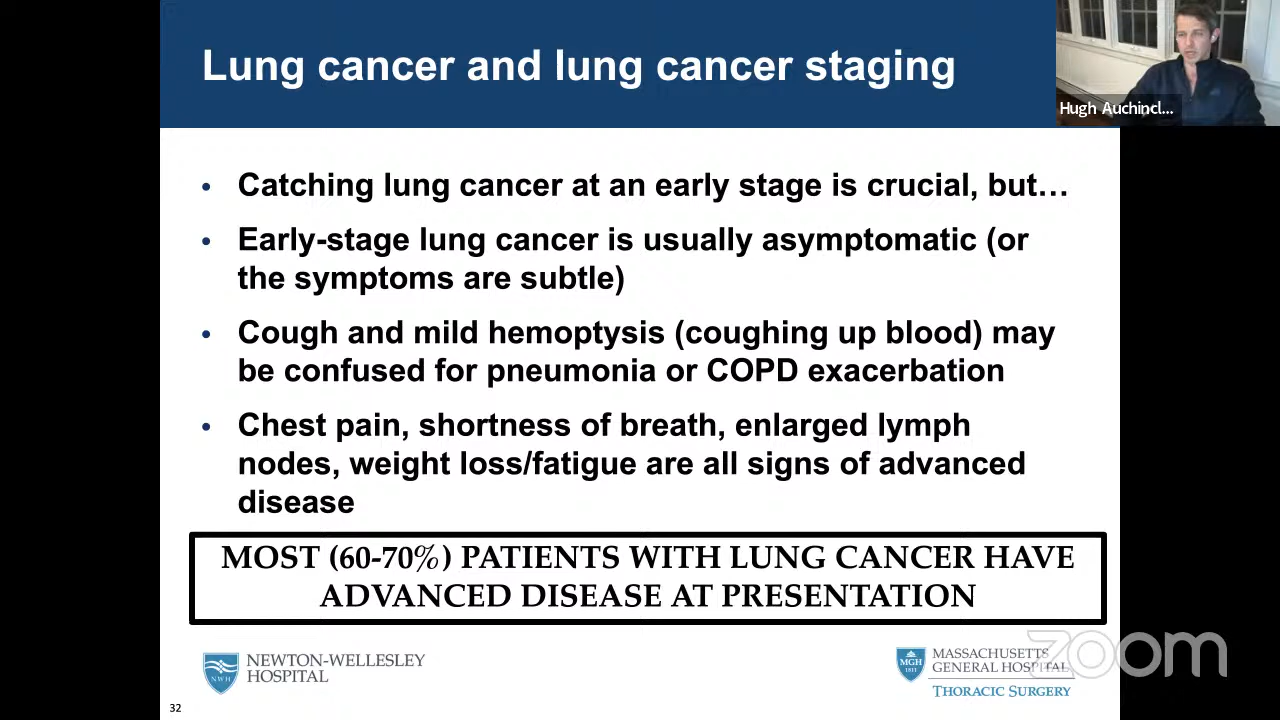 Lung cancer and lung cancer staging
Hugh Auchincl...
• Catching lung cancer at an early stage is crucial, but…
• Early-stage lung cancer is usually asymptomatic (or
the symptoms are subtle)
• Cough and mild hemoptysis (coughing up blood) may
be confused for pneumonia or COPD exacerbation
• Chest pain, shortness of breath, enlarged lymph
nodes, weight loss/fatigue are all signs of advanced
disease
MOST (60-70%) PATIENTS WITH LUNG CANCER HAVE
ADVANCED DISEASE AT PRESENTATION
NWH
NEWTON-WELLESLEY
HOSPITAL
MGH
1811
MASSACHUSETTS
GENERAL HOSPITAL
THORACIC SURGERY
zoom
32